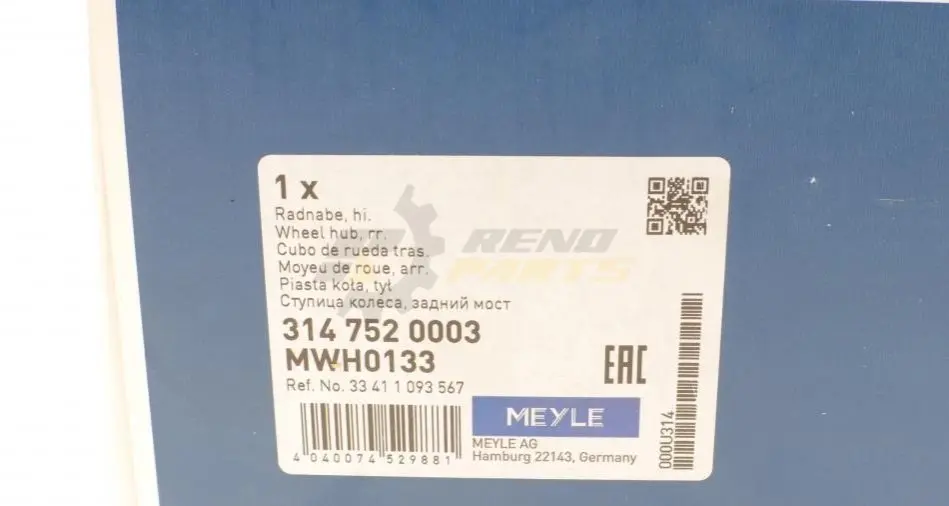 1 x
Radnabe, hi.
Wheel hub, rr.
Cubo de rueda tras.
Moyeu de roue, arr.
Piasta koła, tył
Ступица колеса, задний мост
314 752 0003
MWH0133
Ref. No. 33 41 1 093 567
4 040074 529881
MEYLE
MEYLE AG
Hamburg 22143, Germany
EAC
000U314
RENO
PARTS